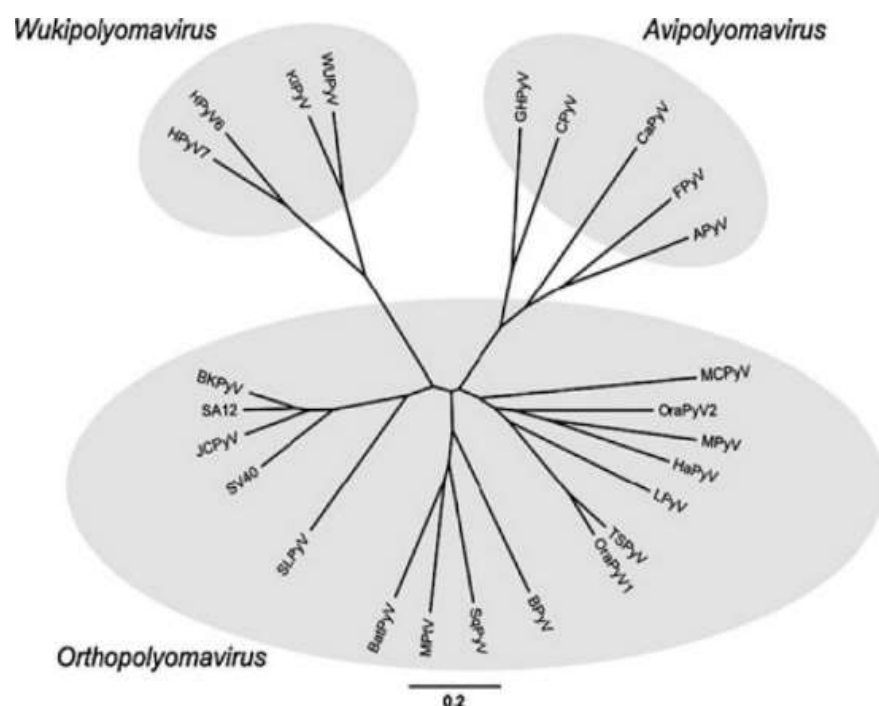 Wukipolyomavirus
Avipolyomavirus
HPyV7
HPyV6
KIPyV
WUPyV
GHPyV
CPyV
CaPyV
FPyV
APyV
BKPyV
SA12
JCPyV
SV40
SLPyV
BatPyV
MPtV
SqPyV
BPyV
OraPyV1
TSPyV
LPyV
HaPyV
MPyV
OraPyV2
MCPyV
Orthopolyomavirus
0.2